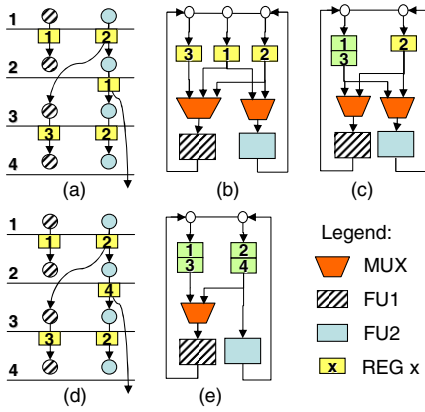 1
1 2
2
1
3
3 2
4
(a)
3 1 2
(b)
1 2
3
(c)
1
1 2
2
4
3
3 2
4
(d)
1 2
3 4
(e)
Legend:
MUX
FU1
FU2
x REG x